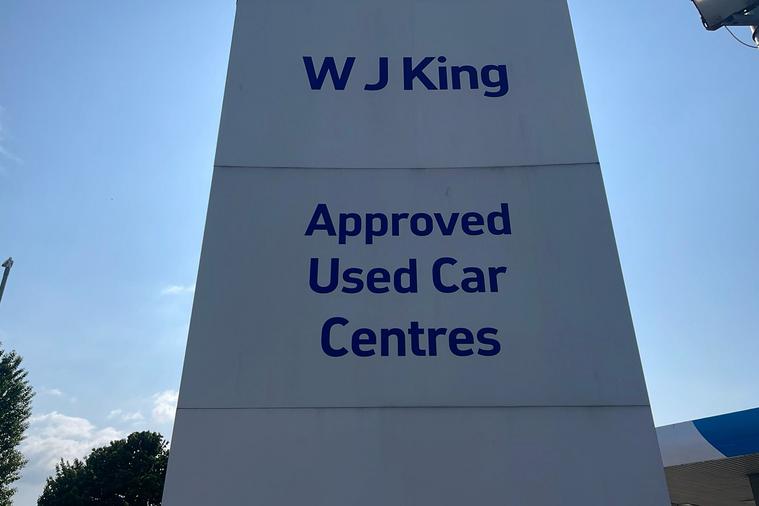 W J King
Approved
Used Car
Centres